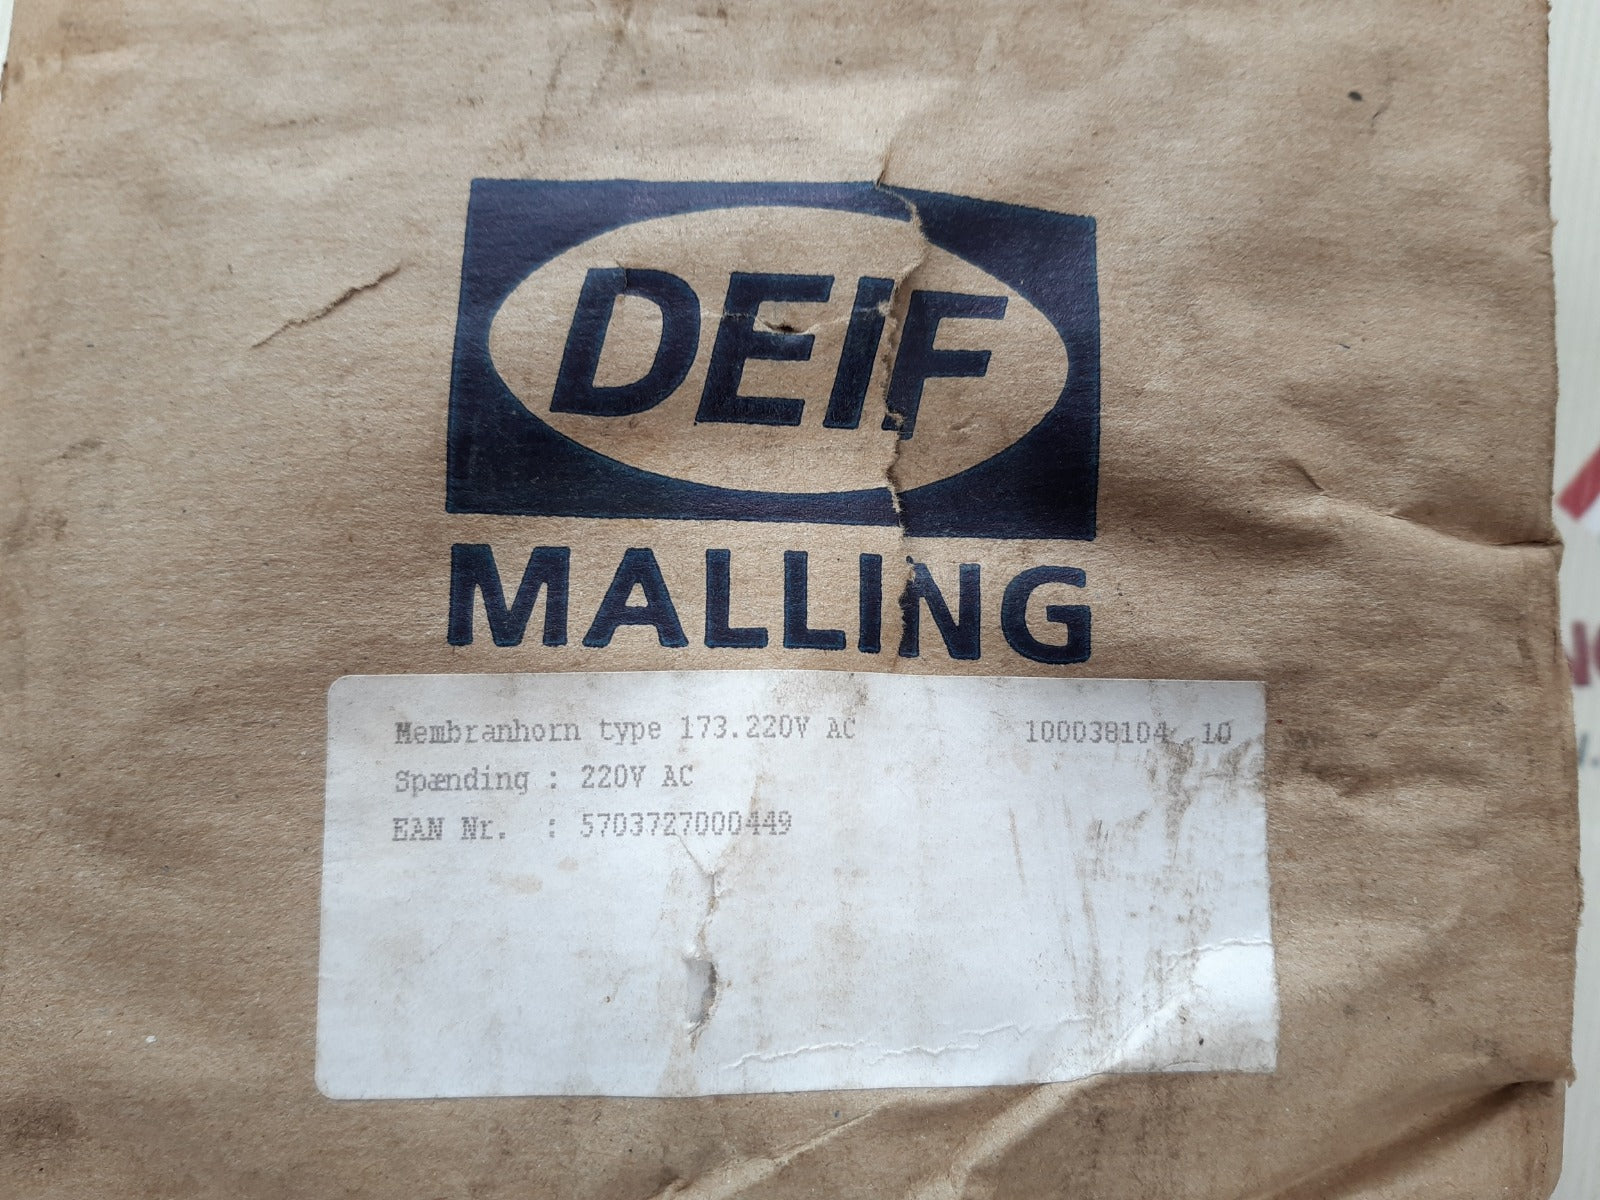 DEIF
MALLING
Membranhorn type 173.220V AC 100038104 10
Spænding : 220V AC
EAN Nr. : 5703727000449